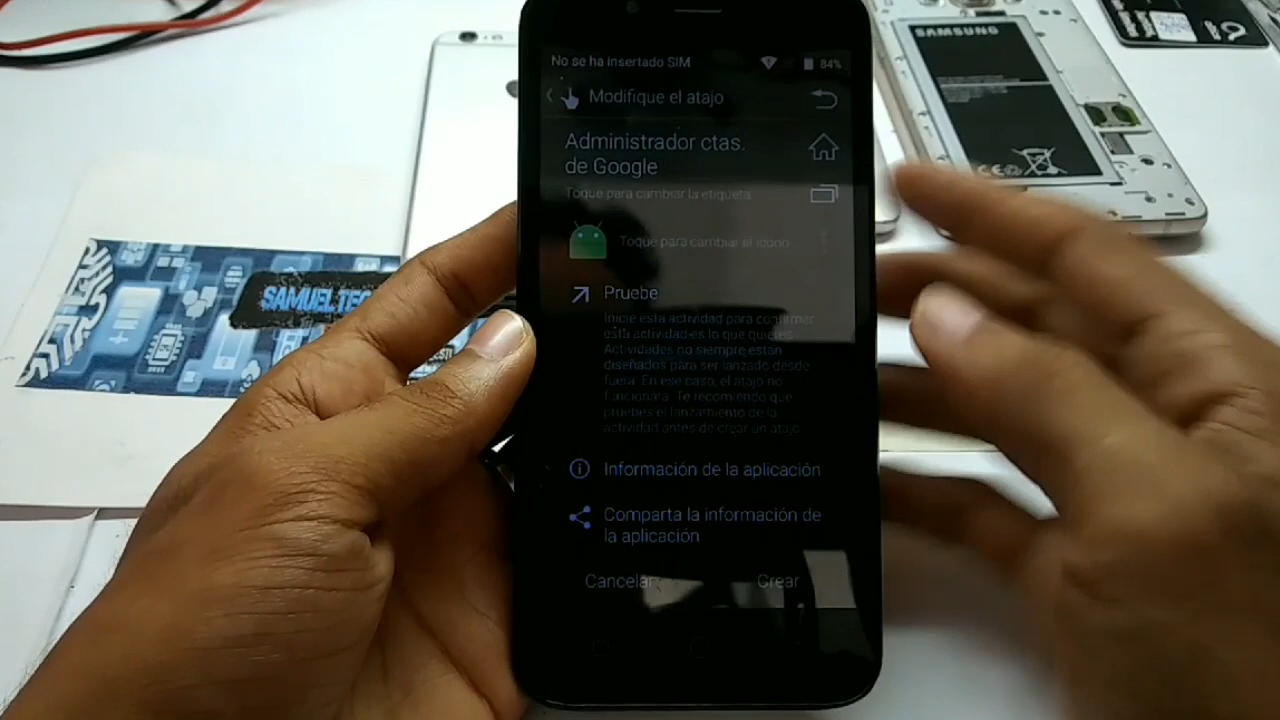 SAMSUNG
No se ha insertado SIM
84%
Modifique el atajo
Administrador ctas.
de Google
Toque para cambiar la etiqueta
Toque para cambiar el icono
Pruebe
Inicie esta actividad para confirmar
esta actividad es lo que quieres.
Actividades no siempre están
diseñados para ser lanzado desde
fuera. En ese caso, el atajo no
funcionará. Te recomiendo que
pruebes el lanzamiento de la
actividad antes de crear un atajo.
Información de la aplicación
Comparta la información de
la aplicación
Cancelar
Crear
SAMUEL TEC